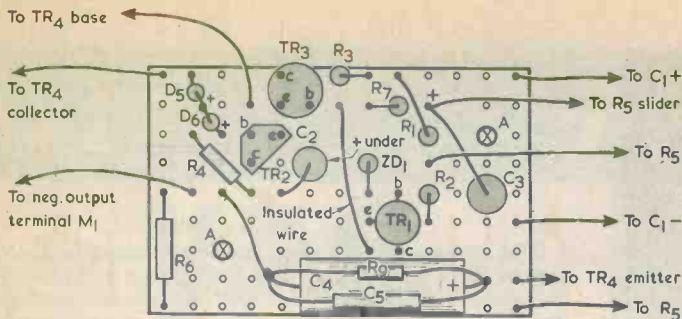 To TR4 base
To TR4
collector
To neg. output
terminal M1
TR3
R3
D5
+
D6
+
c
e
b
b
e
c
R4
TR2
C2
+ under
ZD1
R7
R1
+
A
R2
C3
b
e
TR1
c
Insulated
wire
R6
A
C4
R9
C5
+
To C1+
To R5 slider
To R5
To C1−
To TR4 emitter
To R5